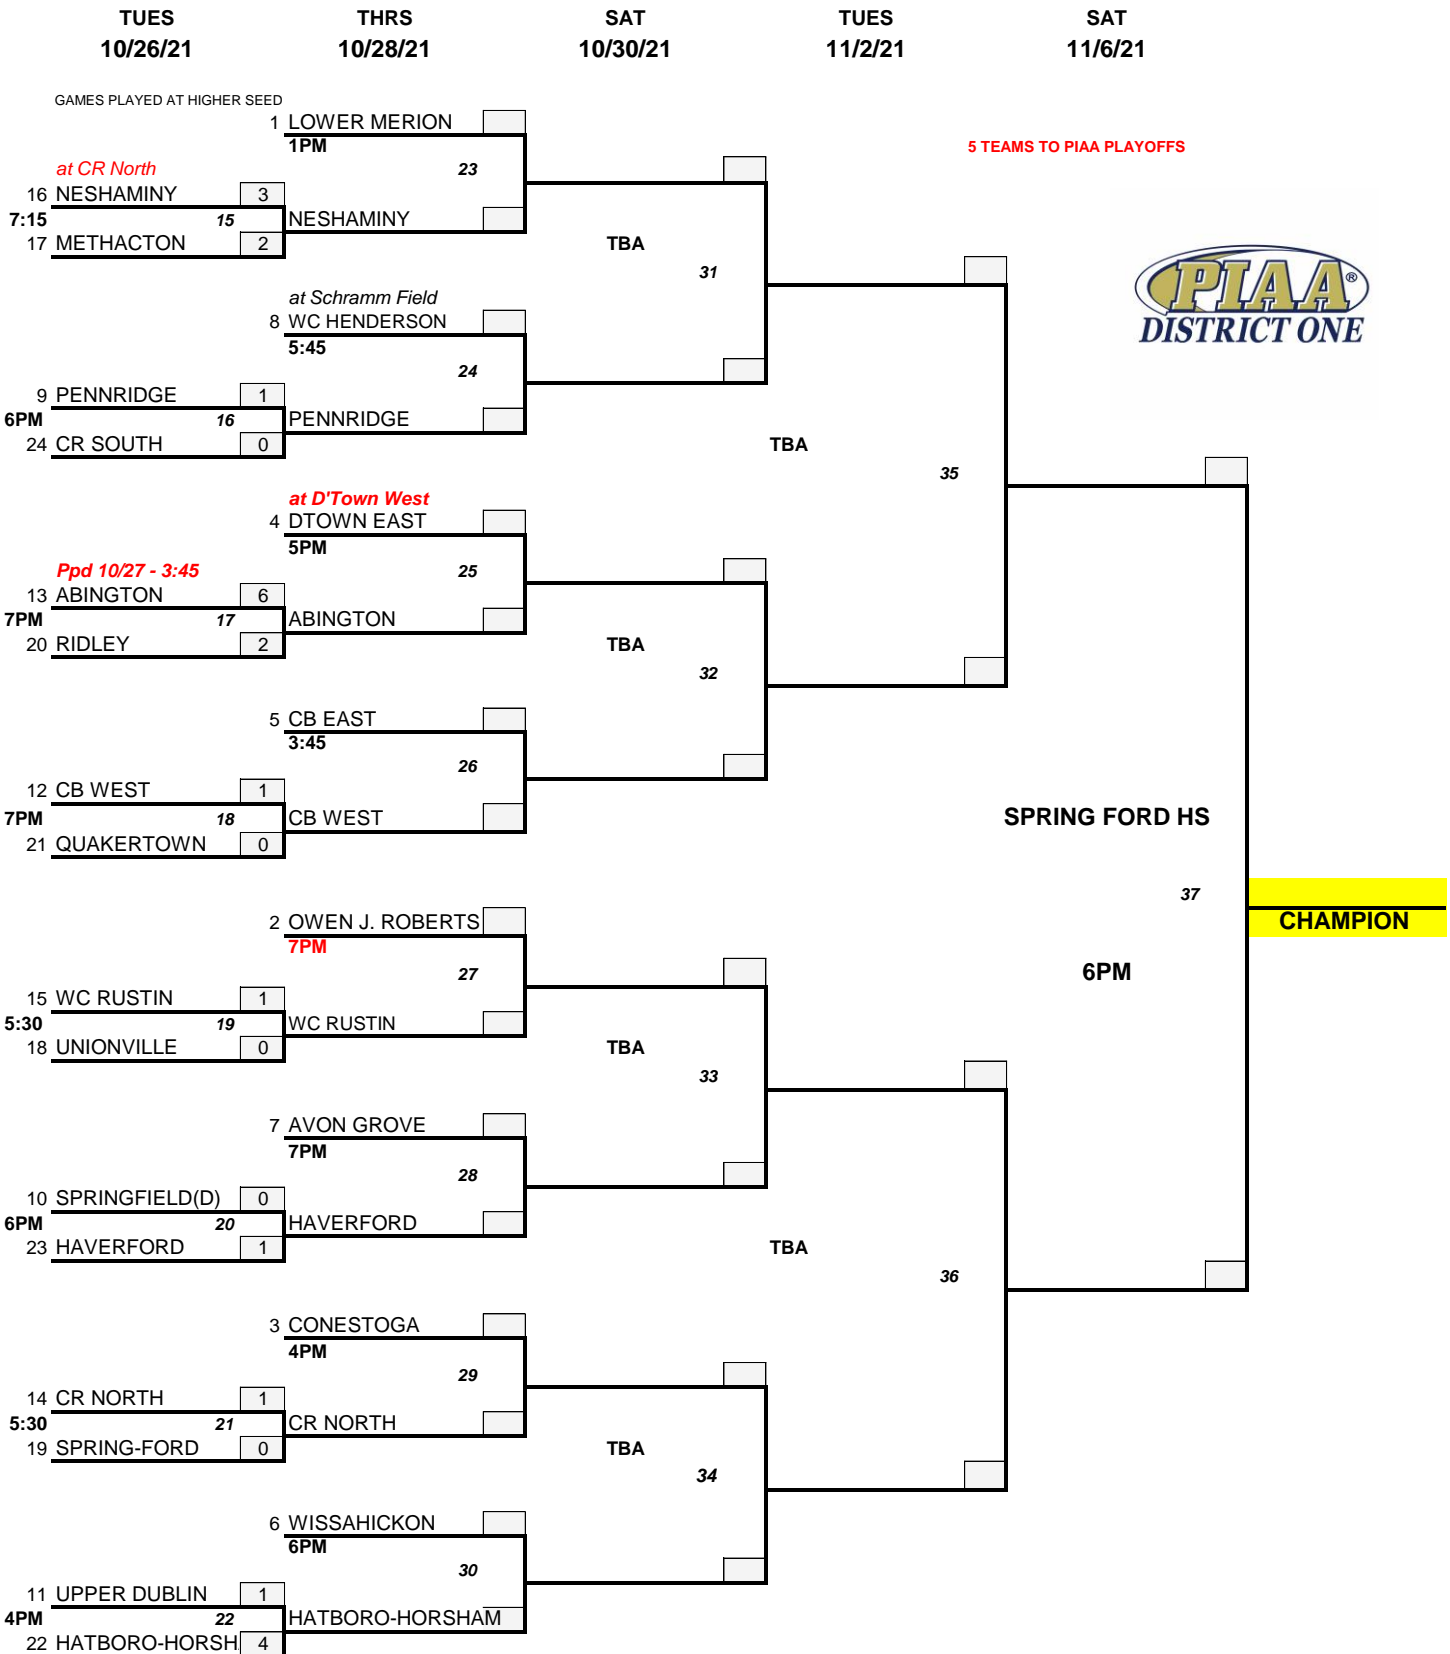 TUES THRS SAT TUES SAT
10/26/21 10/28/21 10/30/21 11/2/21 11/6/21
GAMES PLAYED AT HIGHER SEED
1 LOWER MERION
1PM
5 TEAMS TO PIAA PLAYOFFS
at CR North
23
16 NESHAMINY 3
7:15 15 NESHAMINY
17 METHACTON 2
TBA
31
PIAA®
DISTRICT ONE
at Schramm Field
8 WC HENDERSON
5:45
24
9 PENNRIDGE 1
6PM 16 PENNRIDGE
24 CR SOUTH 0
TBA
35
at D'Town West
4 DTOWN EAST
5PM
Ppd 10/27 - 3:45
25
13 ABINGTON 6
7PM 17 ABINGTON
20 RIDLEY 2
TBA
32
5 CB EAST
3:45
26
12 CB WEST 1
7PM 18 CB WEST
SPRING FORD HS
21 QUAKERTOWN 0
37
2 OWEN J. ROBERTS
CHAMPION
7PM
27
6PM
15 WC RUSTIN 1
5:30 19 WC RUSTIN
18 UNIONVILLE 0
TBA
33
7 AVON GROVE
7PM
28
10 SPRINGFIELD(D) 0
6PM 20 HAVERFORD
23 HAVERFORD 1
TBA
36
3 CONESTOGA
4PM
29
14 CR NORTH 1
5:30 21 CR NORTH
19 SPRING-FORD 0
TBA
34
6 WISSAHICKON
6PM
30
11 UPPER DUBLIN 1
4PM 22 HATBORO-HORSHAM
22 HATBORO-HORSH 4